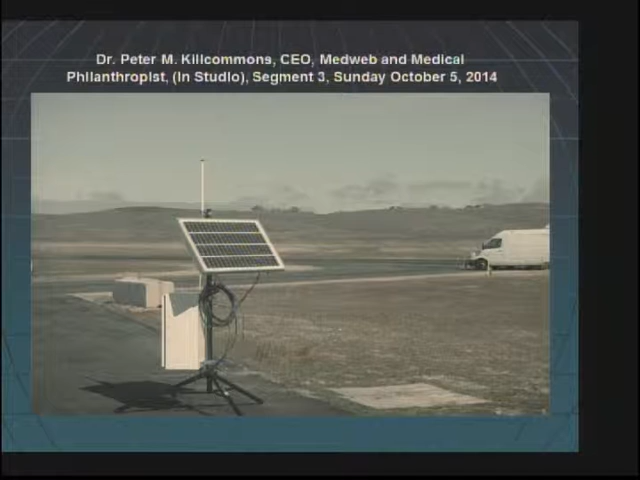 Dr. Peter M. Killcommons, CEO, Medweb and Medical
Philanthropist, (In Studio), Segment 3, Sunday October 5, 2014